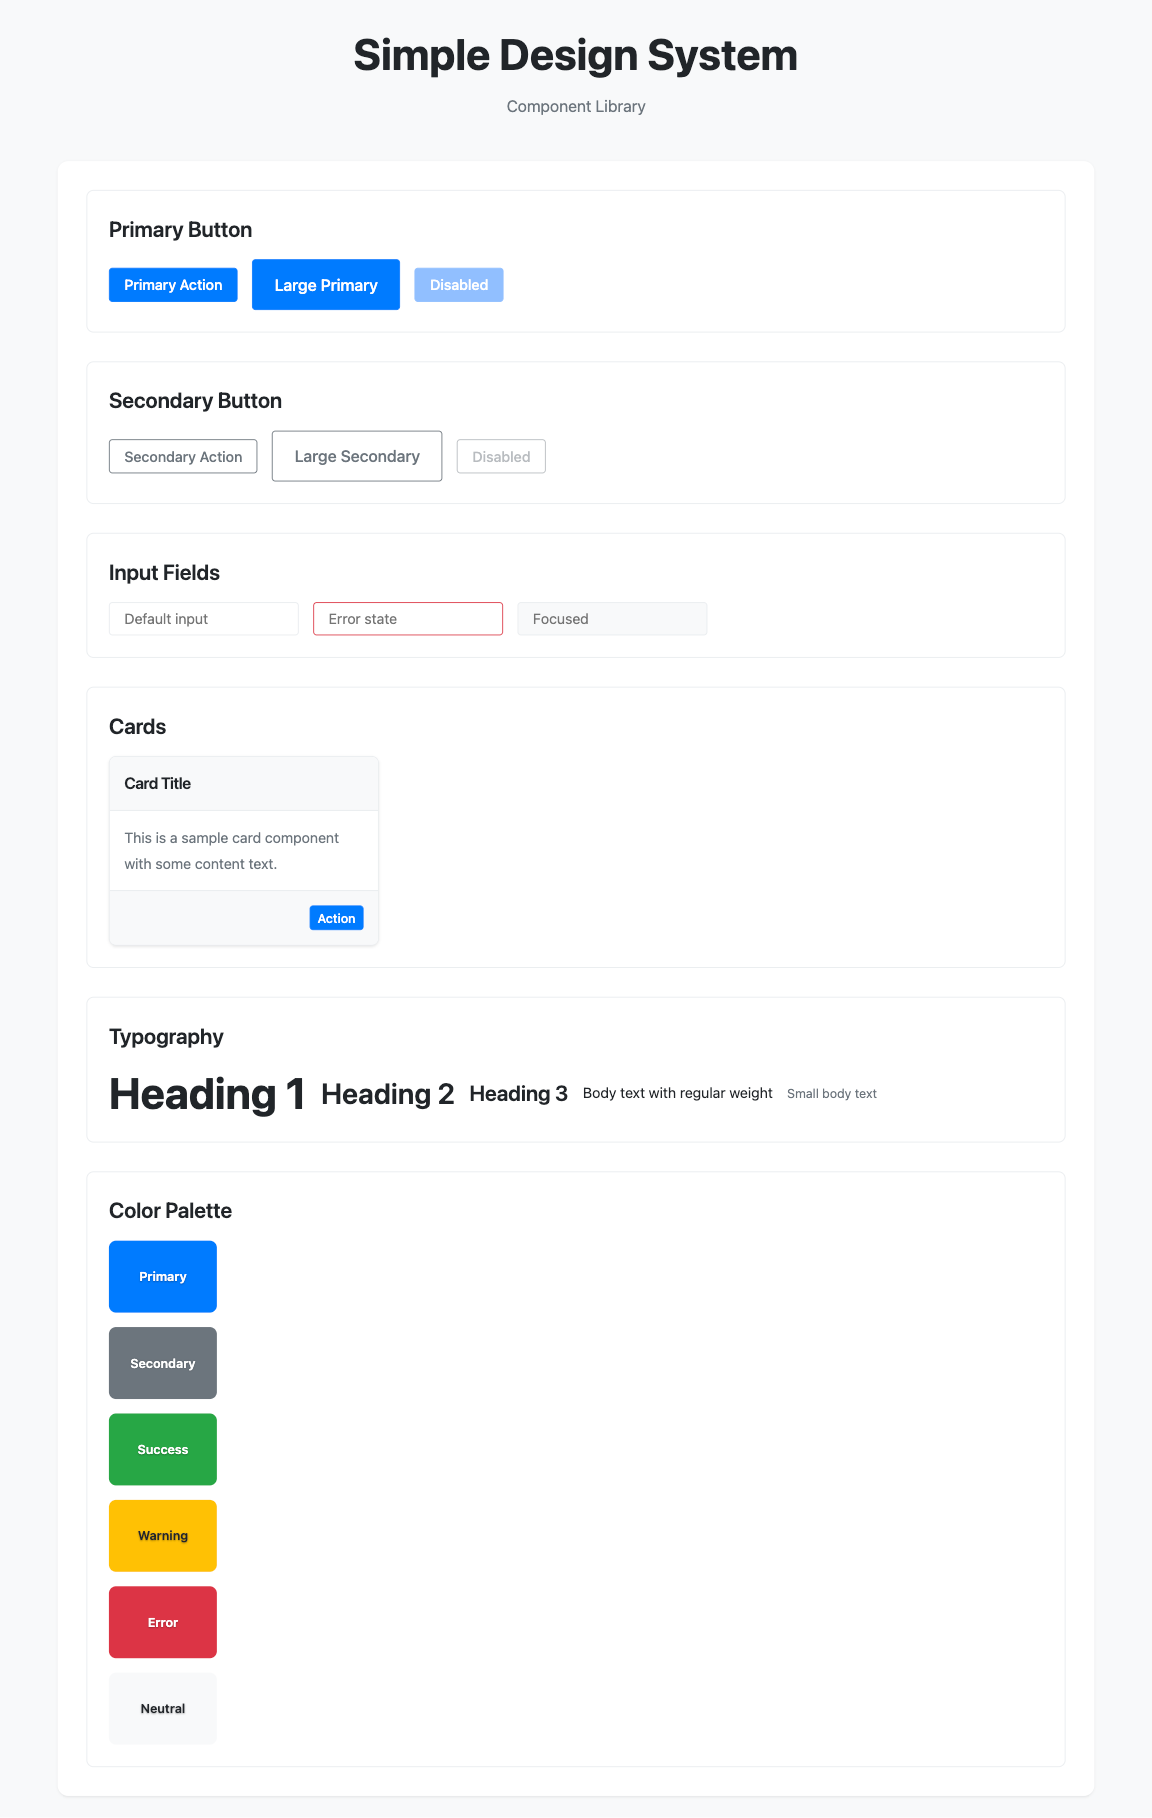 Simple Design System
Component Library
Primary Button
Primary Action
Large Primary
Disabled
Secondary Button
Secondary Action
Large Secondary
Disabled
Input Fields
Default input
Error state
Focused
Cards
Card Title
This is a sample card component
with some content text.
Action
Typography
Heading 1
Heading 2
Heading 3
Body text with regular weight
Small body text
Color Palette
Primary
Secondary
Success
Warning
Error
Neutral